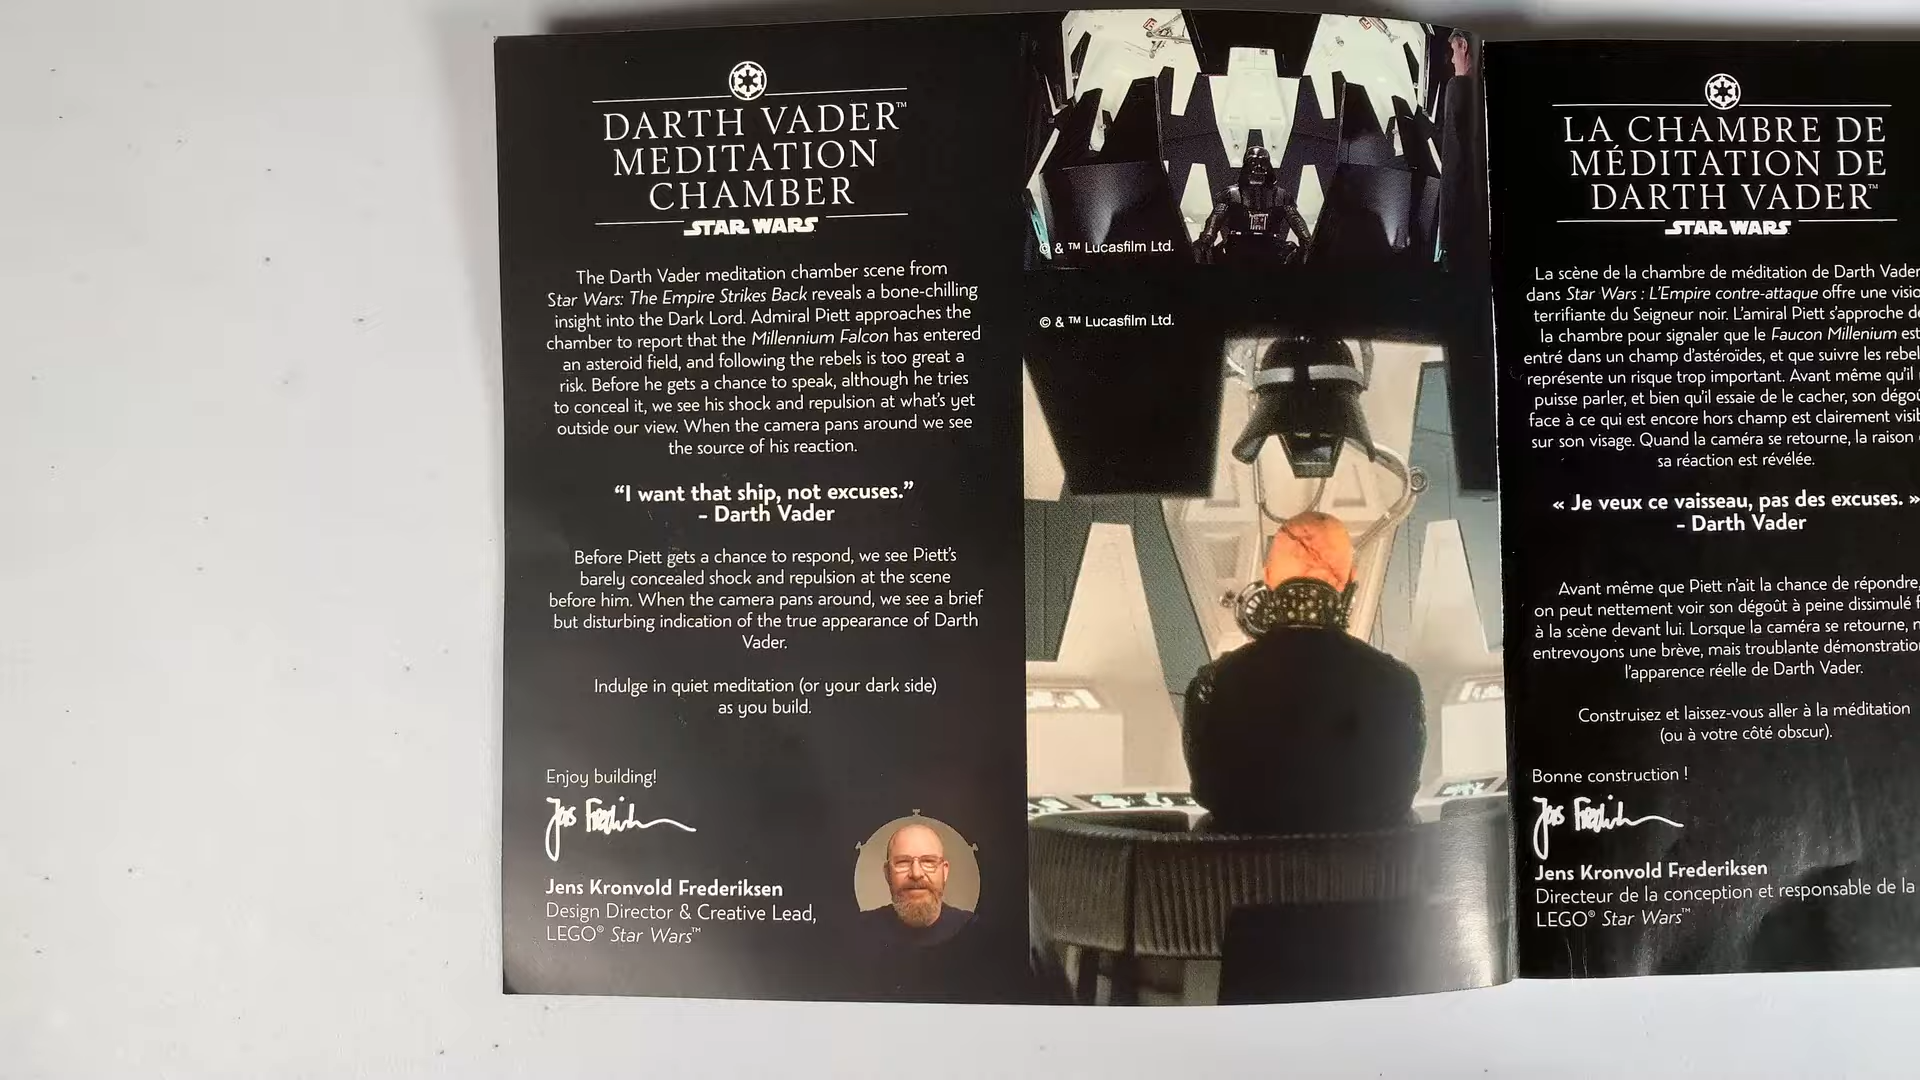 DARTH VADER™
MEDITATION
CHAMBER
STAR WARS
The Darth Vader meditation chamber scene from
Star Wars: The Empire Strikes Back reveals a bone-chilling
insight into the Dark Lord. Admiral Piett approaches the
chamber to report that the Millennium Falcon has entered
an asteroid field, and following the rebels is too great a
risk. Before he gets a chance to speak, although he tries
to conceal it, we see his shock and repulsion at what's yet
outside our view. When the camera pans around we see
the source of his reaction.
“I want that ship, not excuses.”
– Darth Vader
Before Piett gets a chance to respond, we see Piett's
barely concealed shock and repulsion at the scene
before him. When the camera pans around, we see a brief
but disturbing indication of the true appearance of Darth
Vader.
Indulge in quiet meditation (or your dark side)
as you build.
Enjoy building!
Jens Kronvold Frederiksen
Design Director & Creative Lead,
LEGO® Star Wars™
© & ™ Lucasfilm Ltd.
© & ™ Lucasfilm Ltd.
LA CHAMBRE DE
MÉDITATION DE
DARTH VADER™
STAR WARS
La scène de la chambre de méditation de Darth Vader
dans Star Wars : L'Empire contre-attaque offre une
terrifiante du Seigneur noir. L'amiral Piett s'approche
la chambre pour signaler que le Faucon Millenium est
entré dans un champ d'astéroïdes, et que suivre les
représente un risque trop important. Avant même qu'il
puisse parler, et bien qu'il essaie de le cacher, son
face à ce qui est encore hors champ est clairement
sur son visage. Quand la caméra se retourne, la raison
sa réaction est révélée.
« Je veux ce vaisseau, pas des excuses. »
– Darth Vader
Avant même que Piett n'ait la chance de répondre,
on peut nettement voir son dégoût à peine dissimulé
à la scène devant lui. Lorsque la caméra se retourne,
entrevoyons une brève, mais troublante
l'apparence réelle de Darth Vader.
Construisez et laissez-vous aller à la méditation
(ou à votre côté obscur).
Bonne construction !
Jens Kronvold Frederiksen
Directeur de la conception et responsable de la
LEGO® Star Wars™